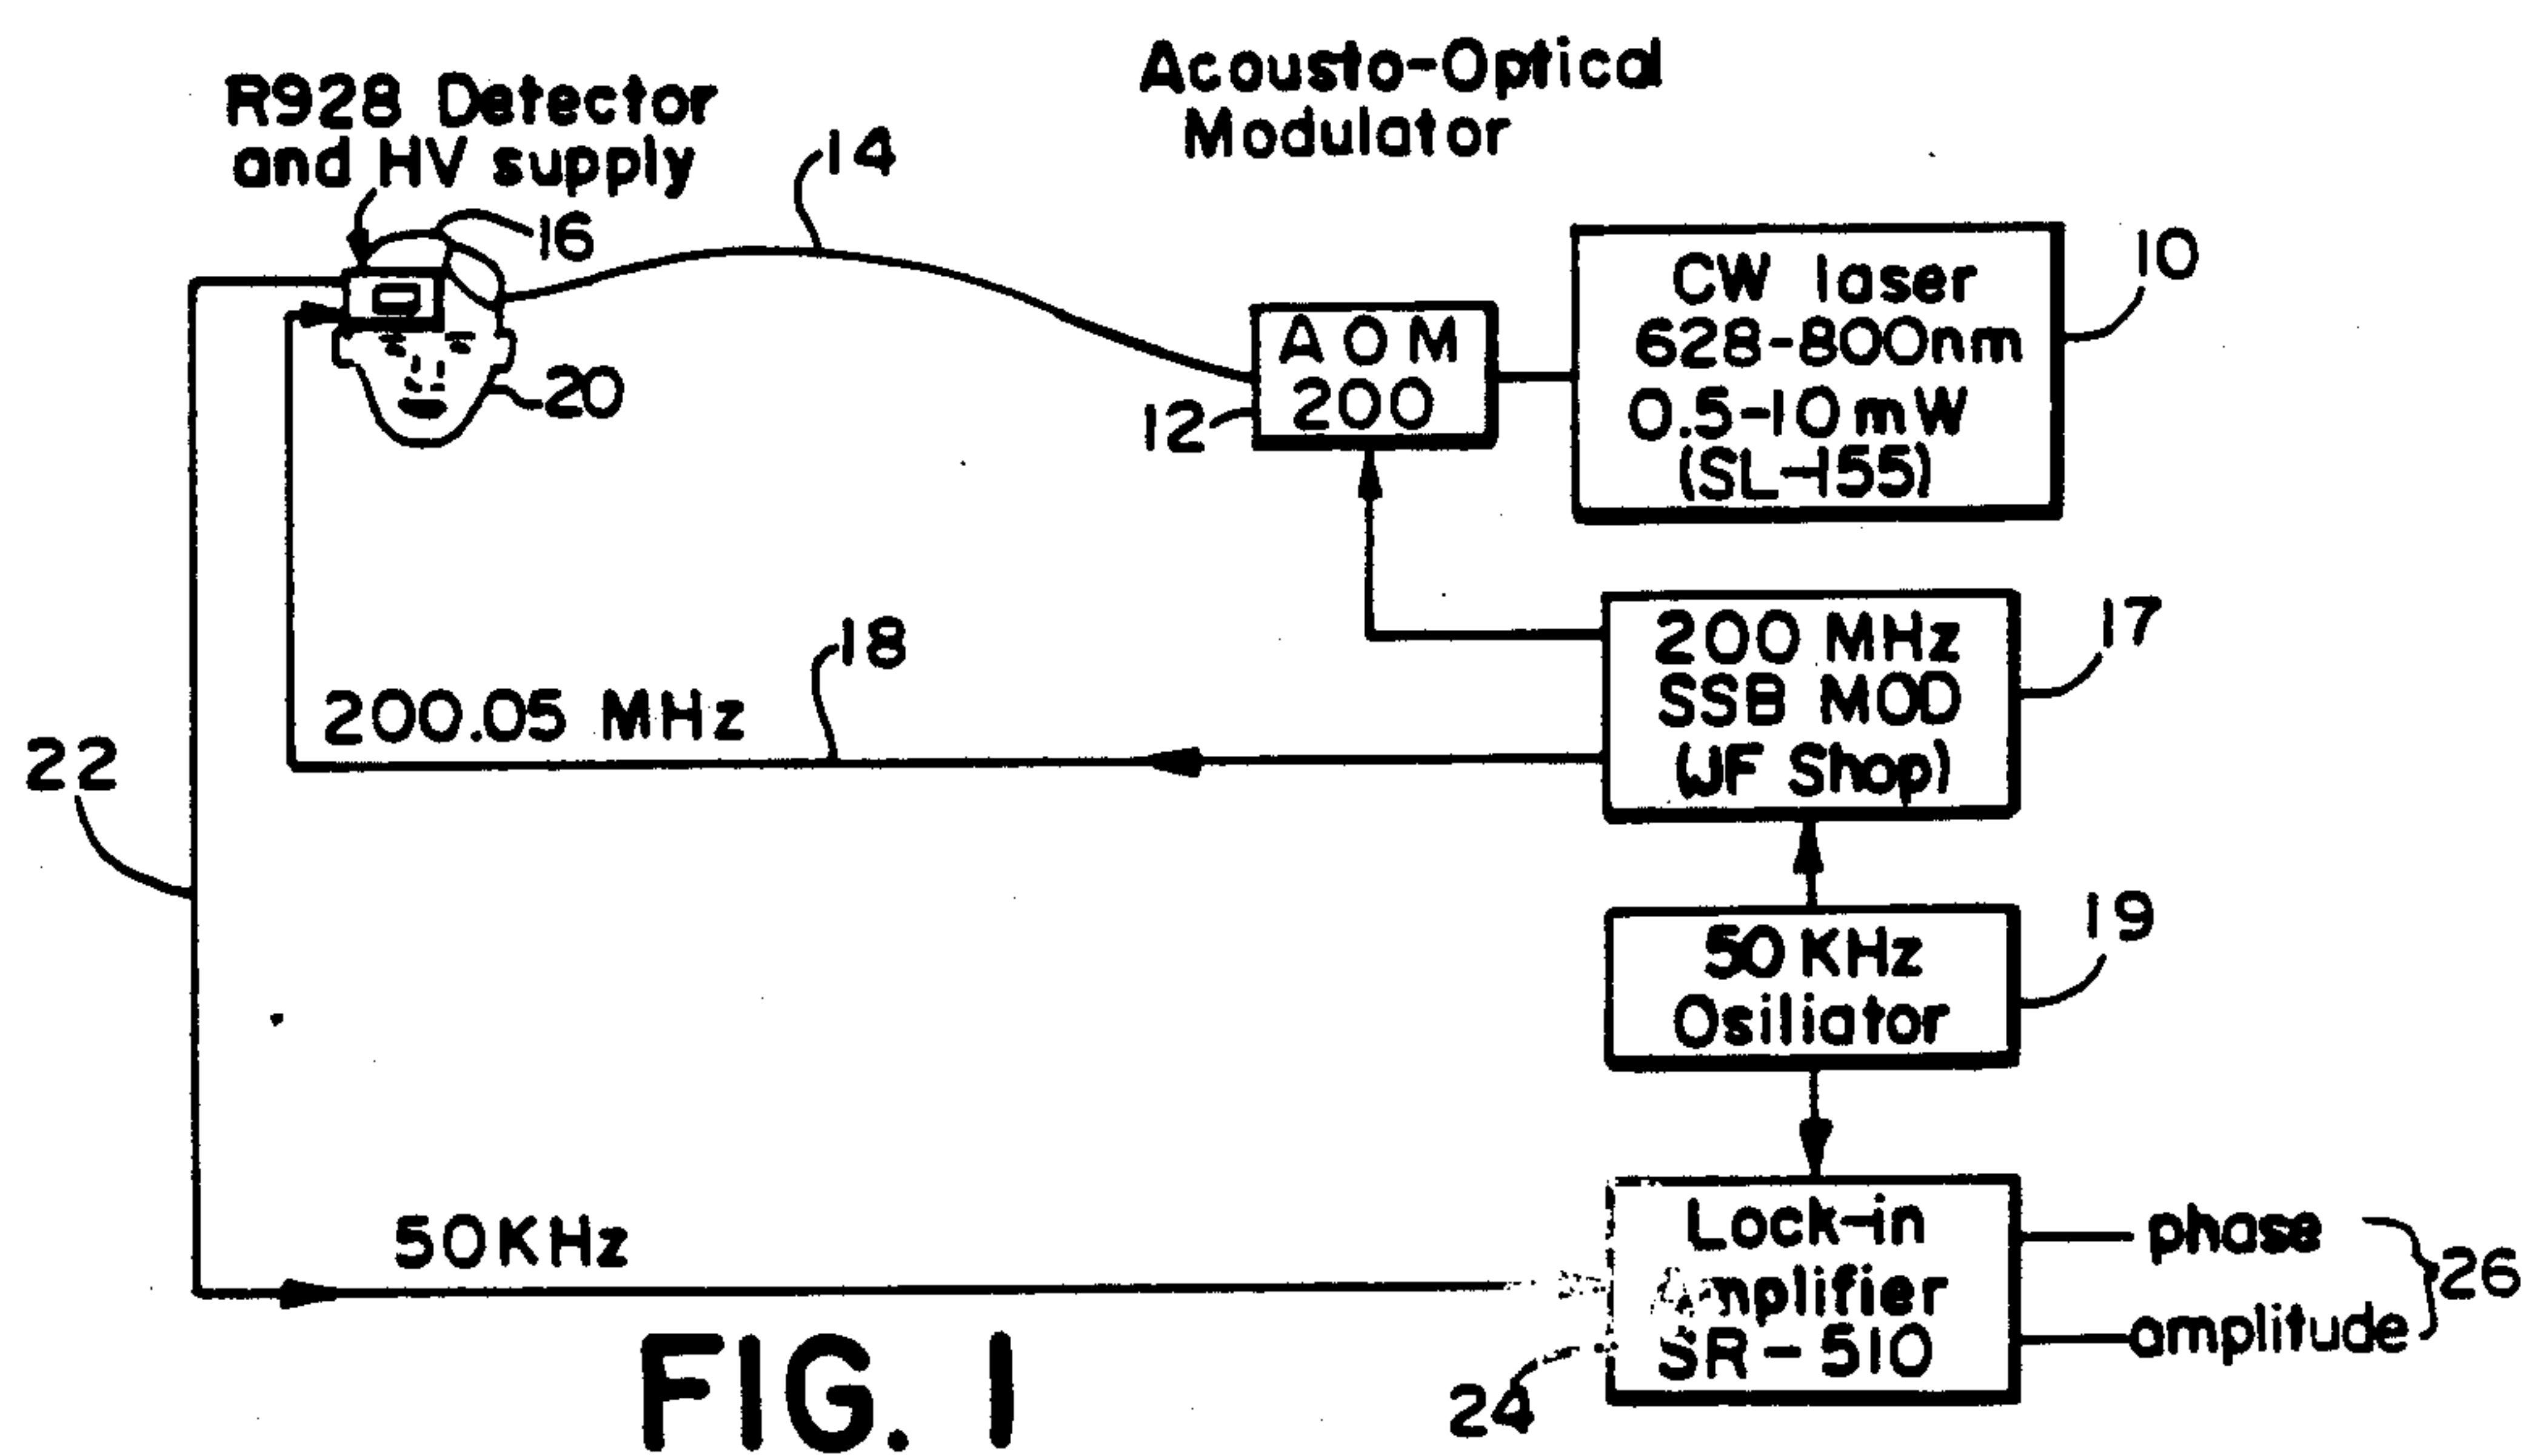 Acousto-Optical
Modulator
R928 Detector
and HV supply
14
16
20
AOM
200
12
CW laser
628-800nm
0.5-10mW
(SL-155)
10
200 MHz
SSB MOD
(JF Shop)
17
18
200.05 MHz
22
50 KHz
Osiliator
19
50KHz
Lock-in
Amplifier
SR-510
24
phase
amplitude
26
FIG. 1